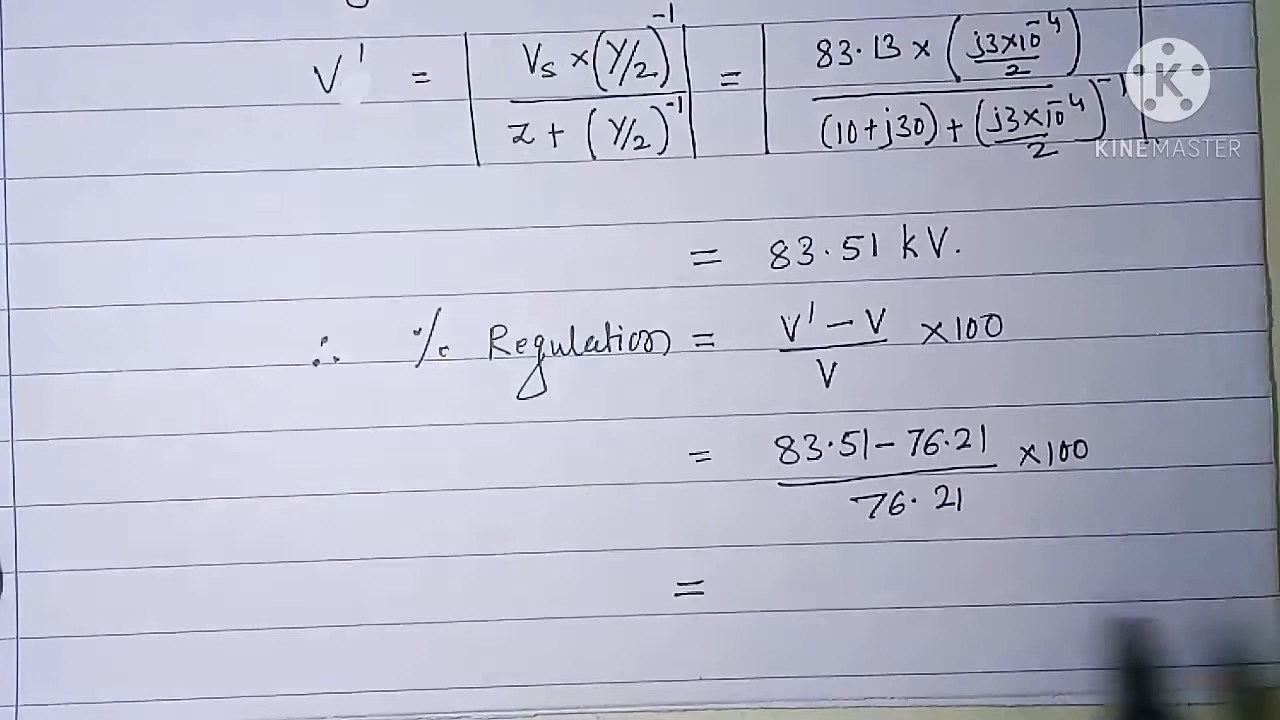 V' = | Vs × (Y/2)^-1 / Z + (Y/2)^-1 | = | 83.13 × (j3×10^-4 / 2) / (10+j30) + (j3×10^-4 / 2)^-1 |
K
KINEMASTER
= 83.51 kV.
∴ % Regulation = V' - V / V ×100
= 83.51 - 76.21 / 76.21 ×100
=